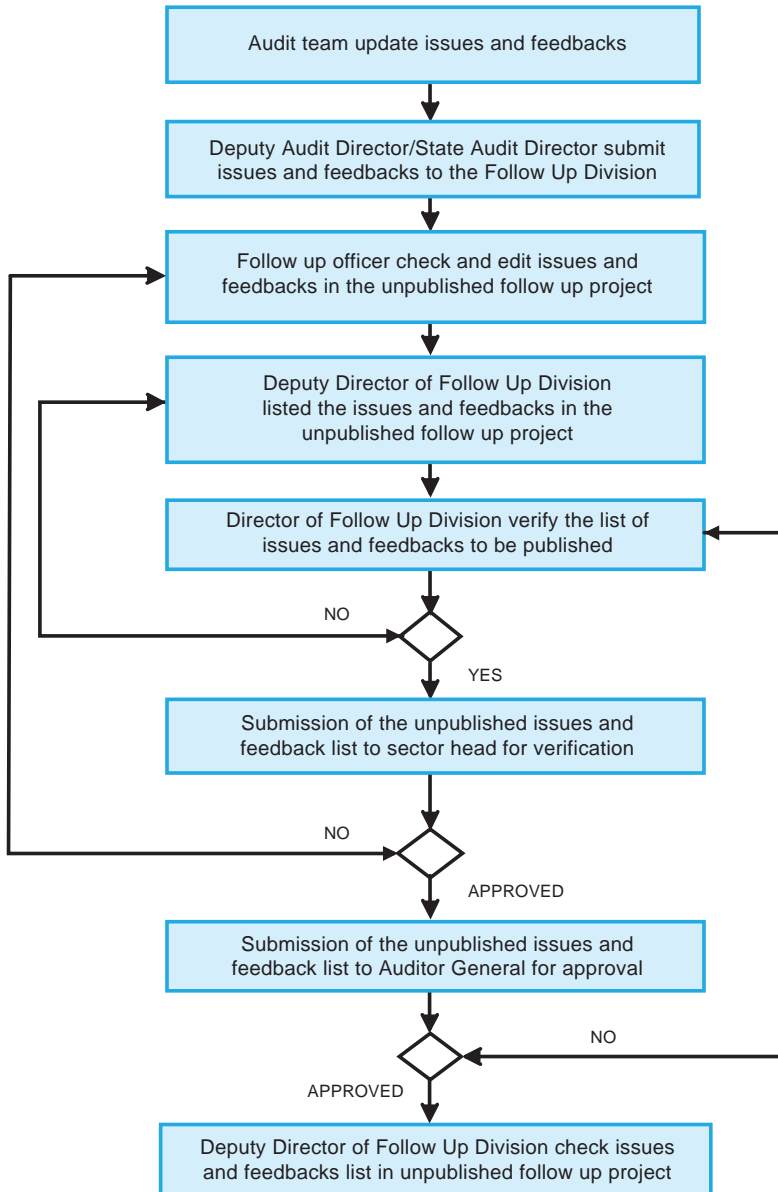 Audit team update issues and feedbacks
Deputy Audit Director/State Audit Director submit
issues and feedbacks to the Follow Up Division
Follow up officer check and edit issues and
feedbacks in the unpublished follow up project
Deputy Director of Follow Up Division
listed the issues and feedbacks in the
unpublished follow up project
Director of Follow Up Division verify the list of
issues and feedbacks to be published
NO
YES
Submission of the unpublished issues and
feedback list to sector head for verification
NO
APPROVED
Submission of the unpublished issues and
feedback list to Auditor General for approval
NO
APPROVED
Deputy Director of Follow Up Division check issues
and feedbacks list in unpublished follow up project